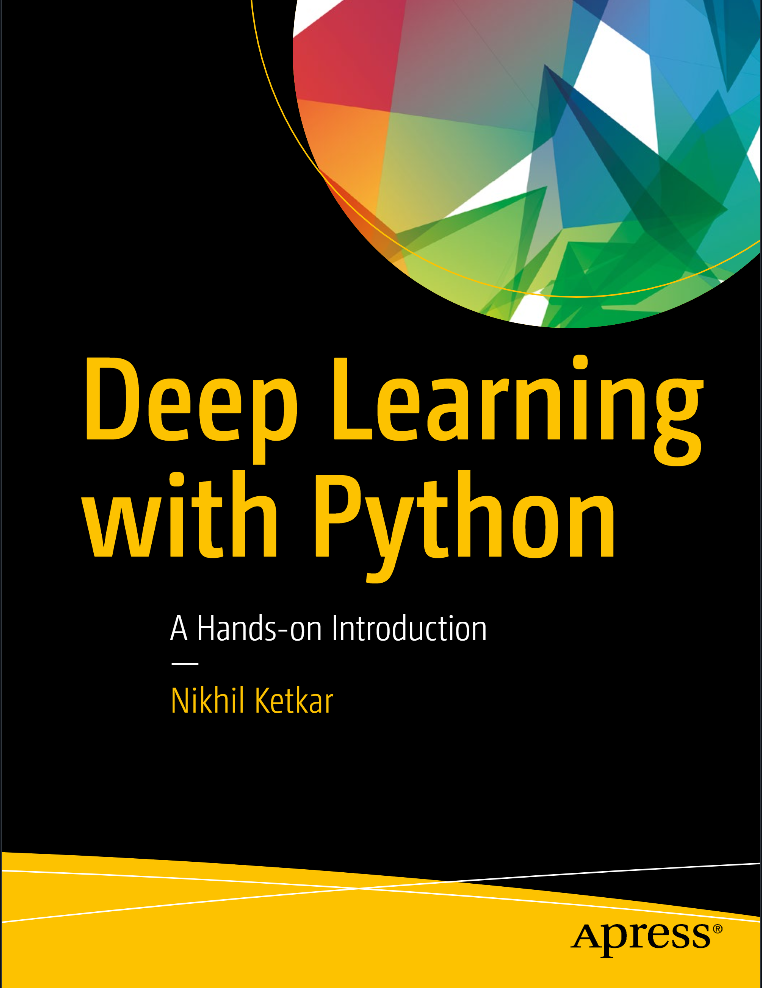 Deep Learning
with Python
A Hands-on Introduction
—
Nikhil Ketkar
Apress®